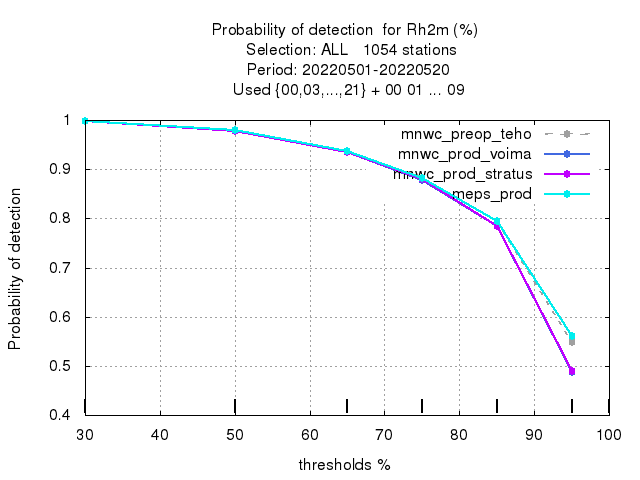 Probability of detection  for Rh2m (%)
Selection: ALL   1054 stations
Period: 20220501-20220520
Used {00,03,...,21} + 00 01 ... 09
mnwc_preop_teho
mnwc_prod_voima
mnwc_prod_stratus
meps_prod
Probability of detection
1
0.9
0.8
0.7
0.6
0.5
0.4
30 40 50 60 70 80 90 100
thresholds %